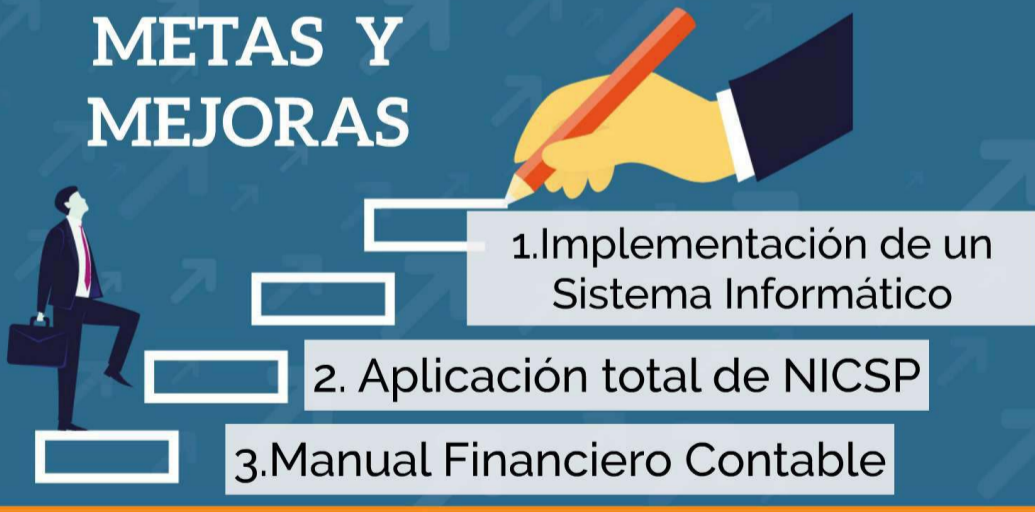 METAS Y
MEJORAS
1.Implementación de un
Sistema Informático
2. Aplicación total de NICSP
3.Manual Financiero Contable